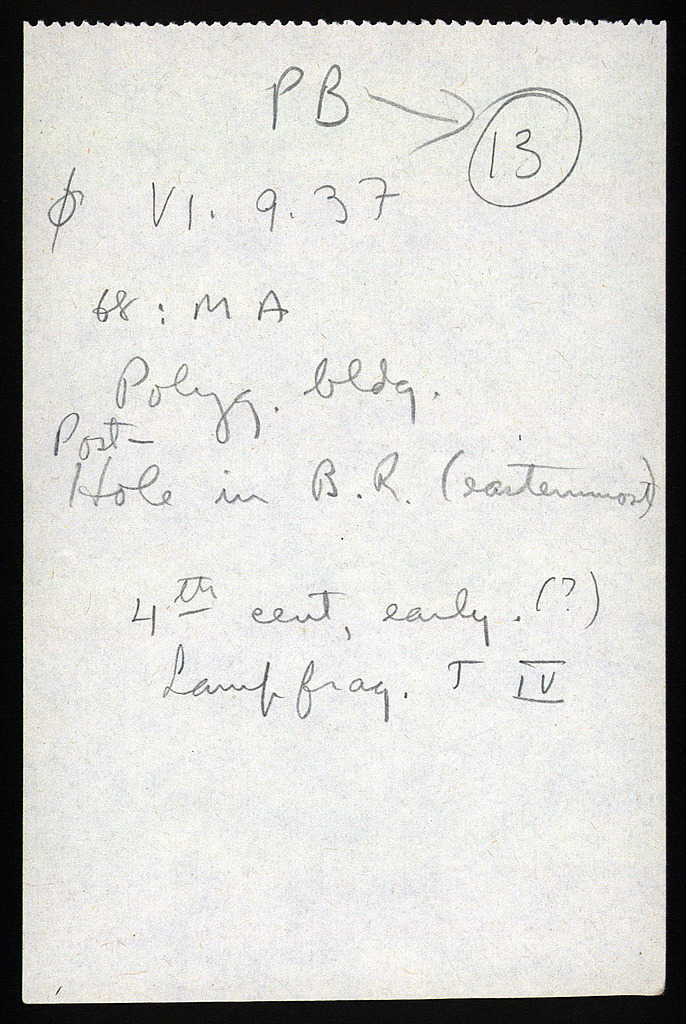 PB → 13
φ VI. 9. 37
68 : MA
Polyg. bldg.
Post-
Hole in B.R. (easternmost)
4th cent, early. (?)
Lamp frag. T IV